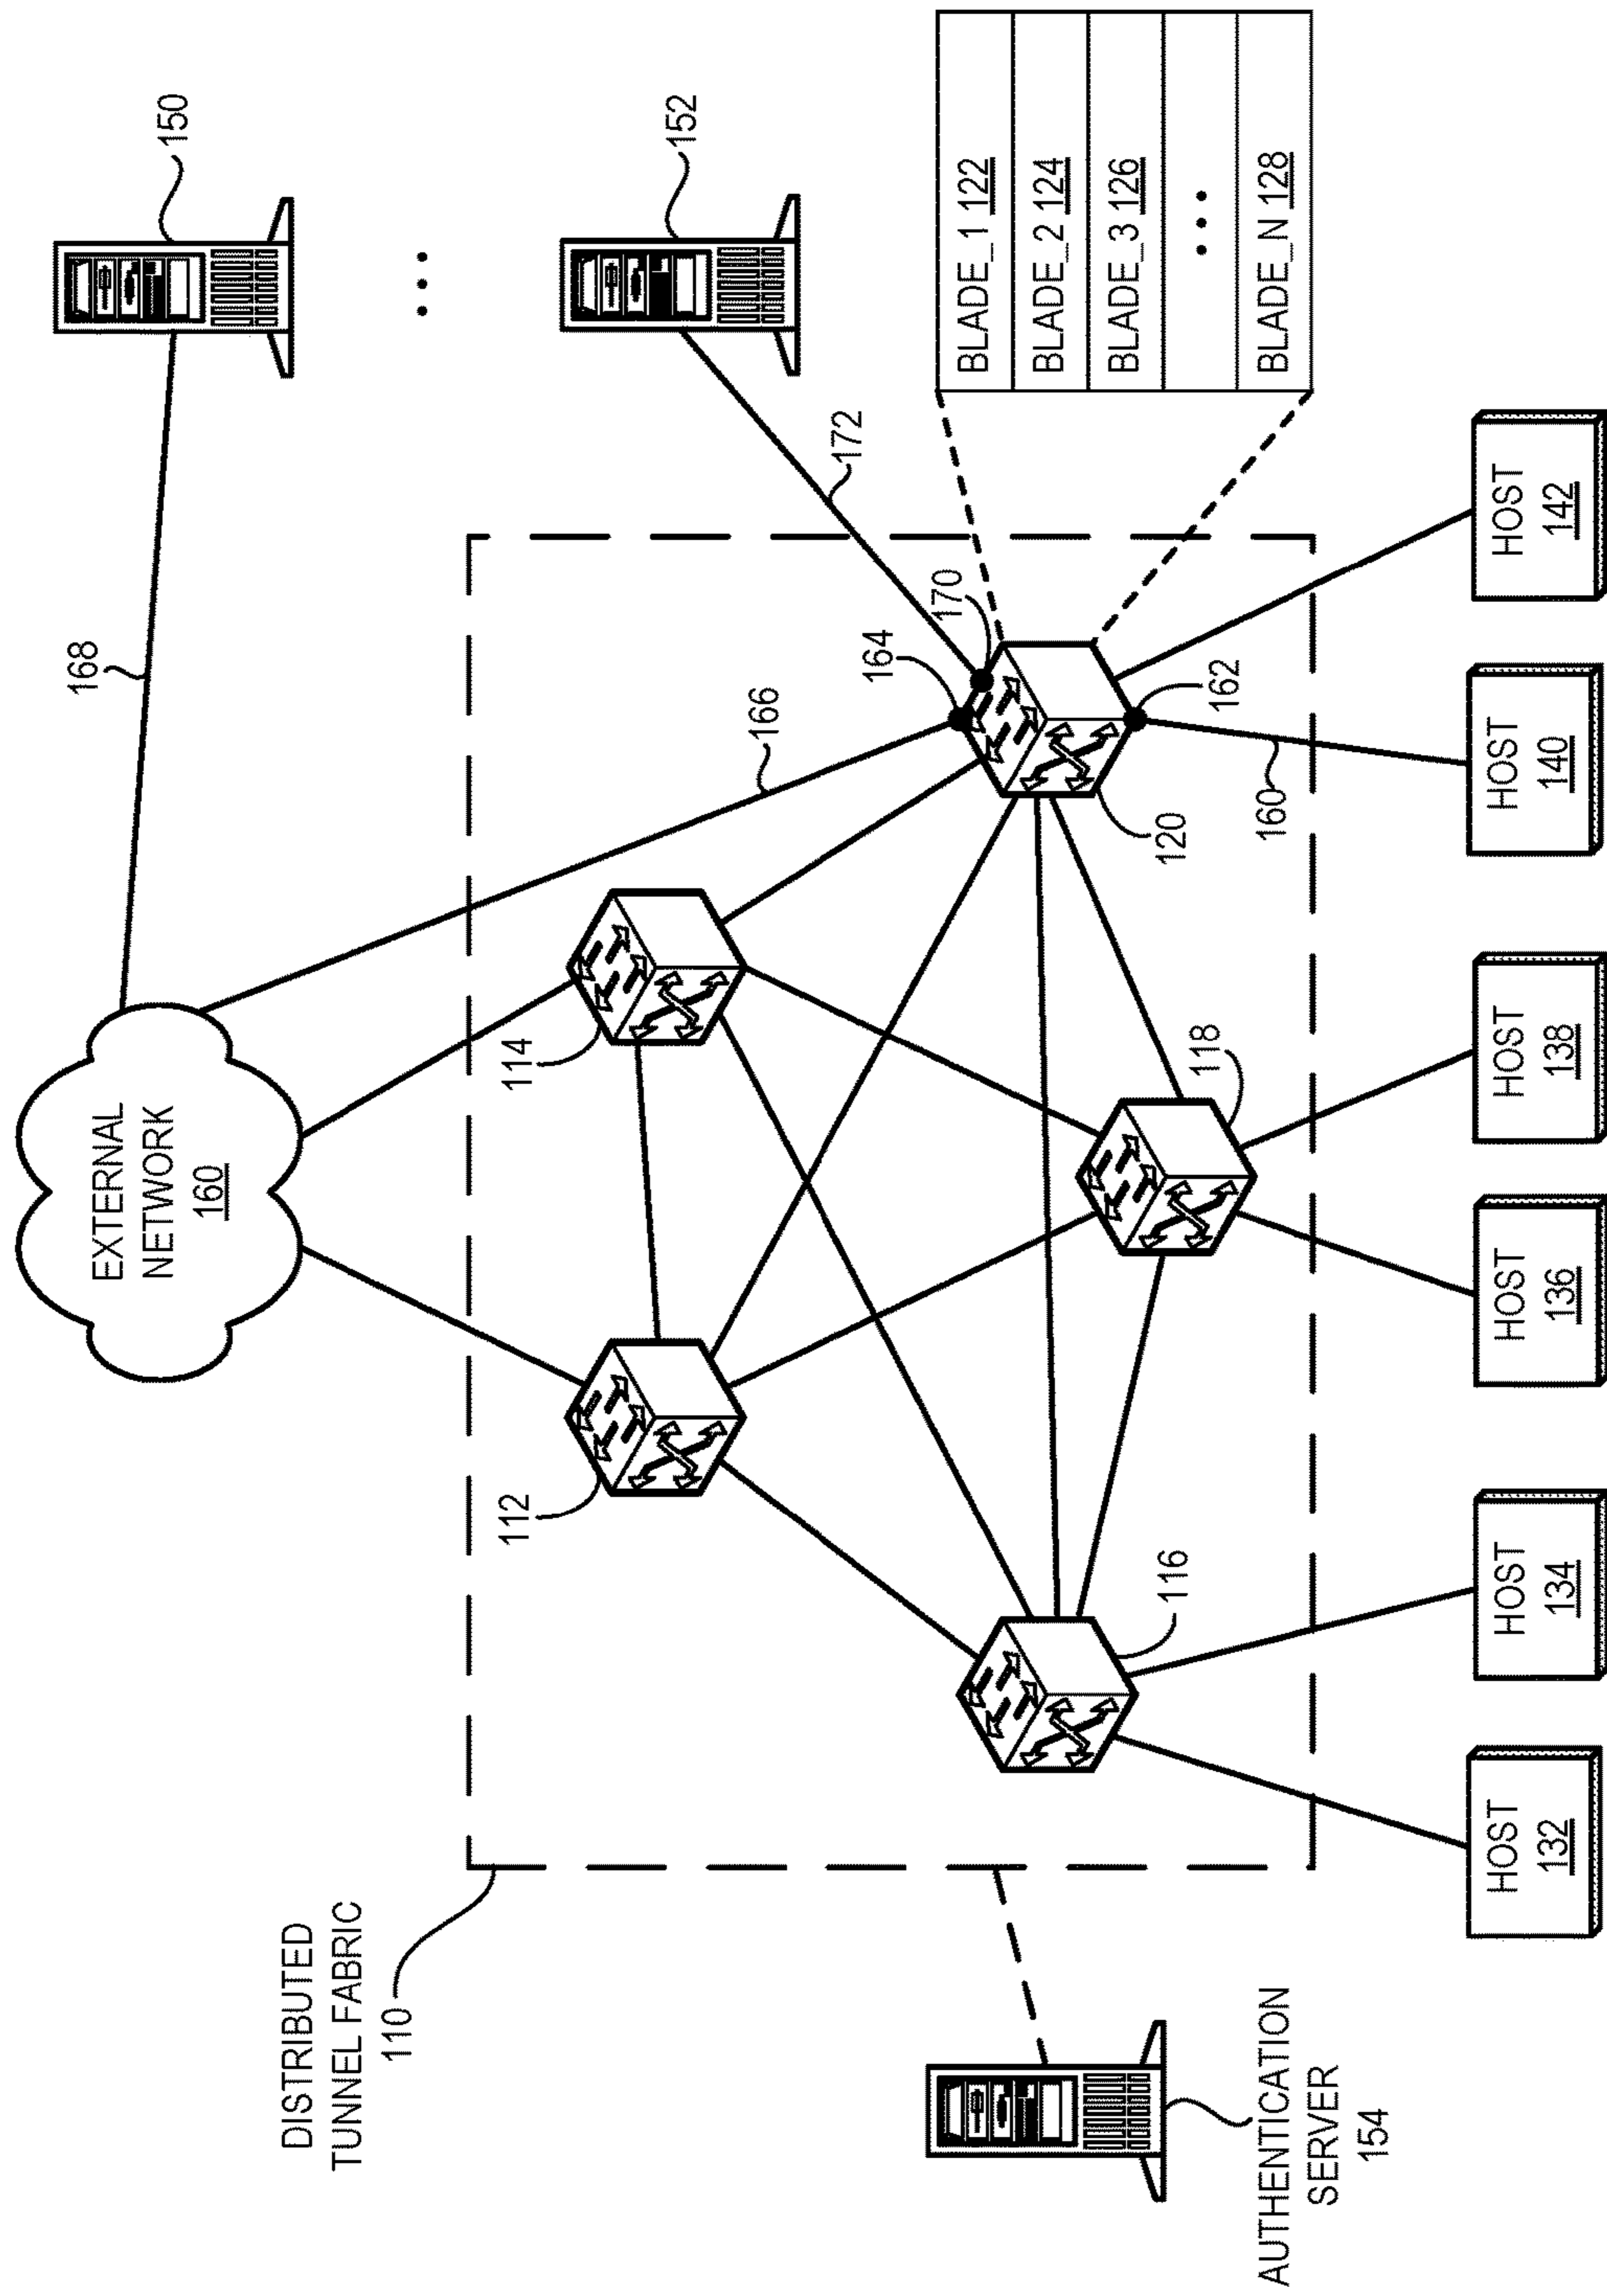 DISTRIBUTED
TUNNEL FABRIC
110
EXTERNAL
NETWORK
160
168
150
...
152
172
166
164
170
162
160
120
114
112
118
116
BLADE_1 122
BLADE_2 124
BLADE_3 126
...
BLADE_N 128
AUTHENTICATION
SERVER
154
HOST
132
HOST
134
HOST
136
HOST
138
HOST
140
HOST
142